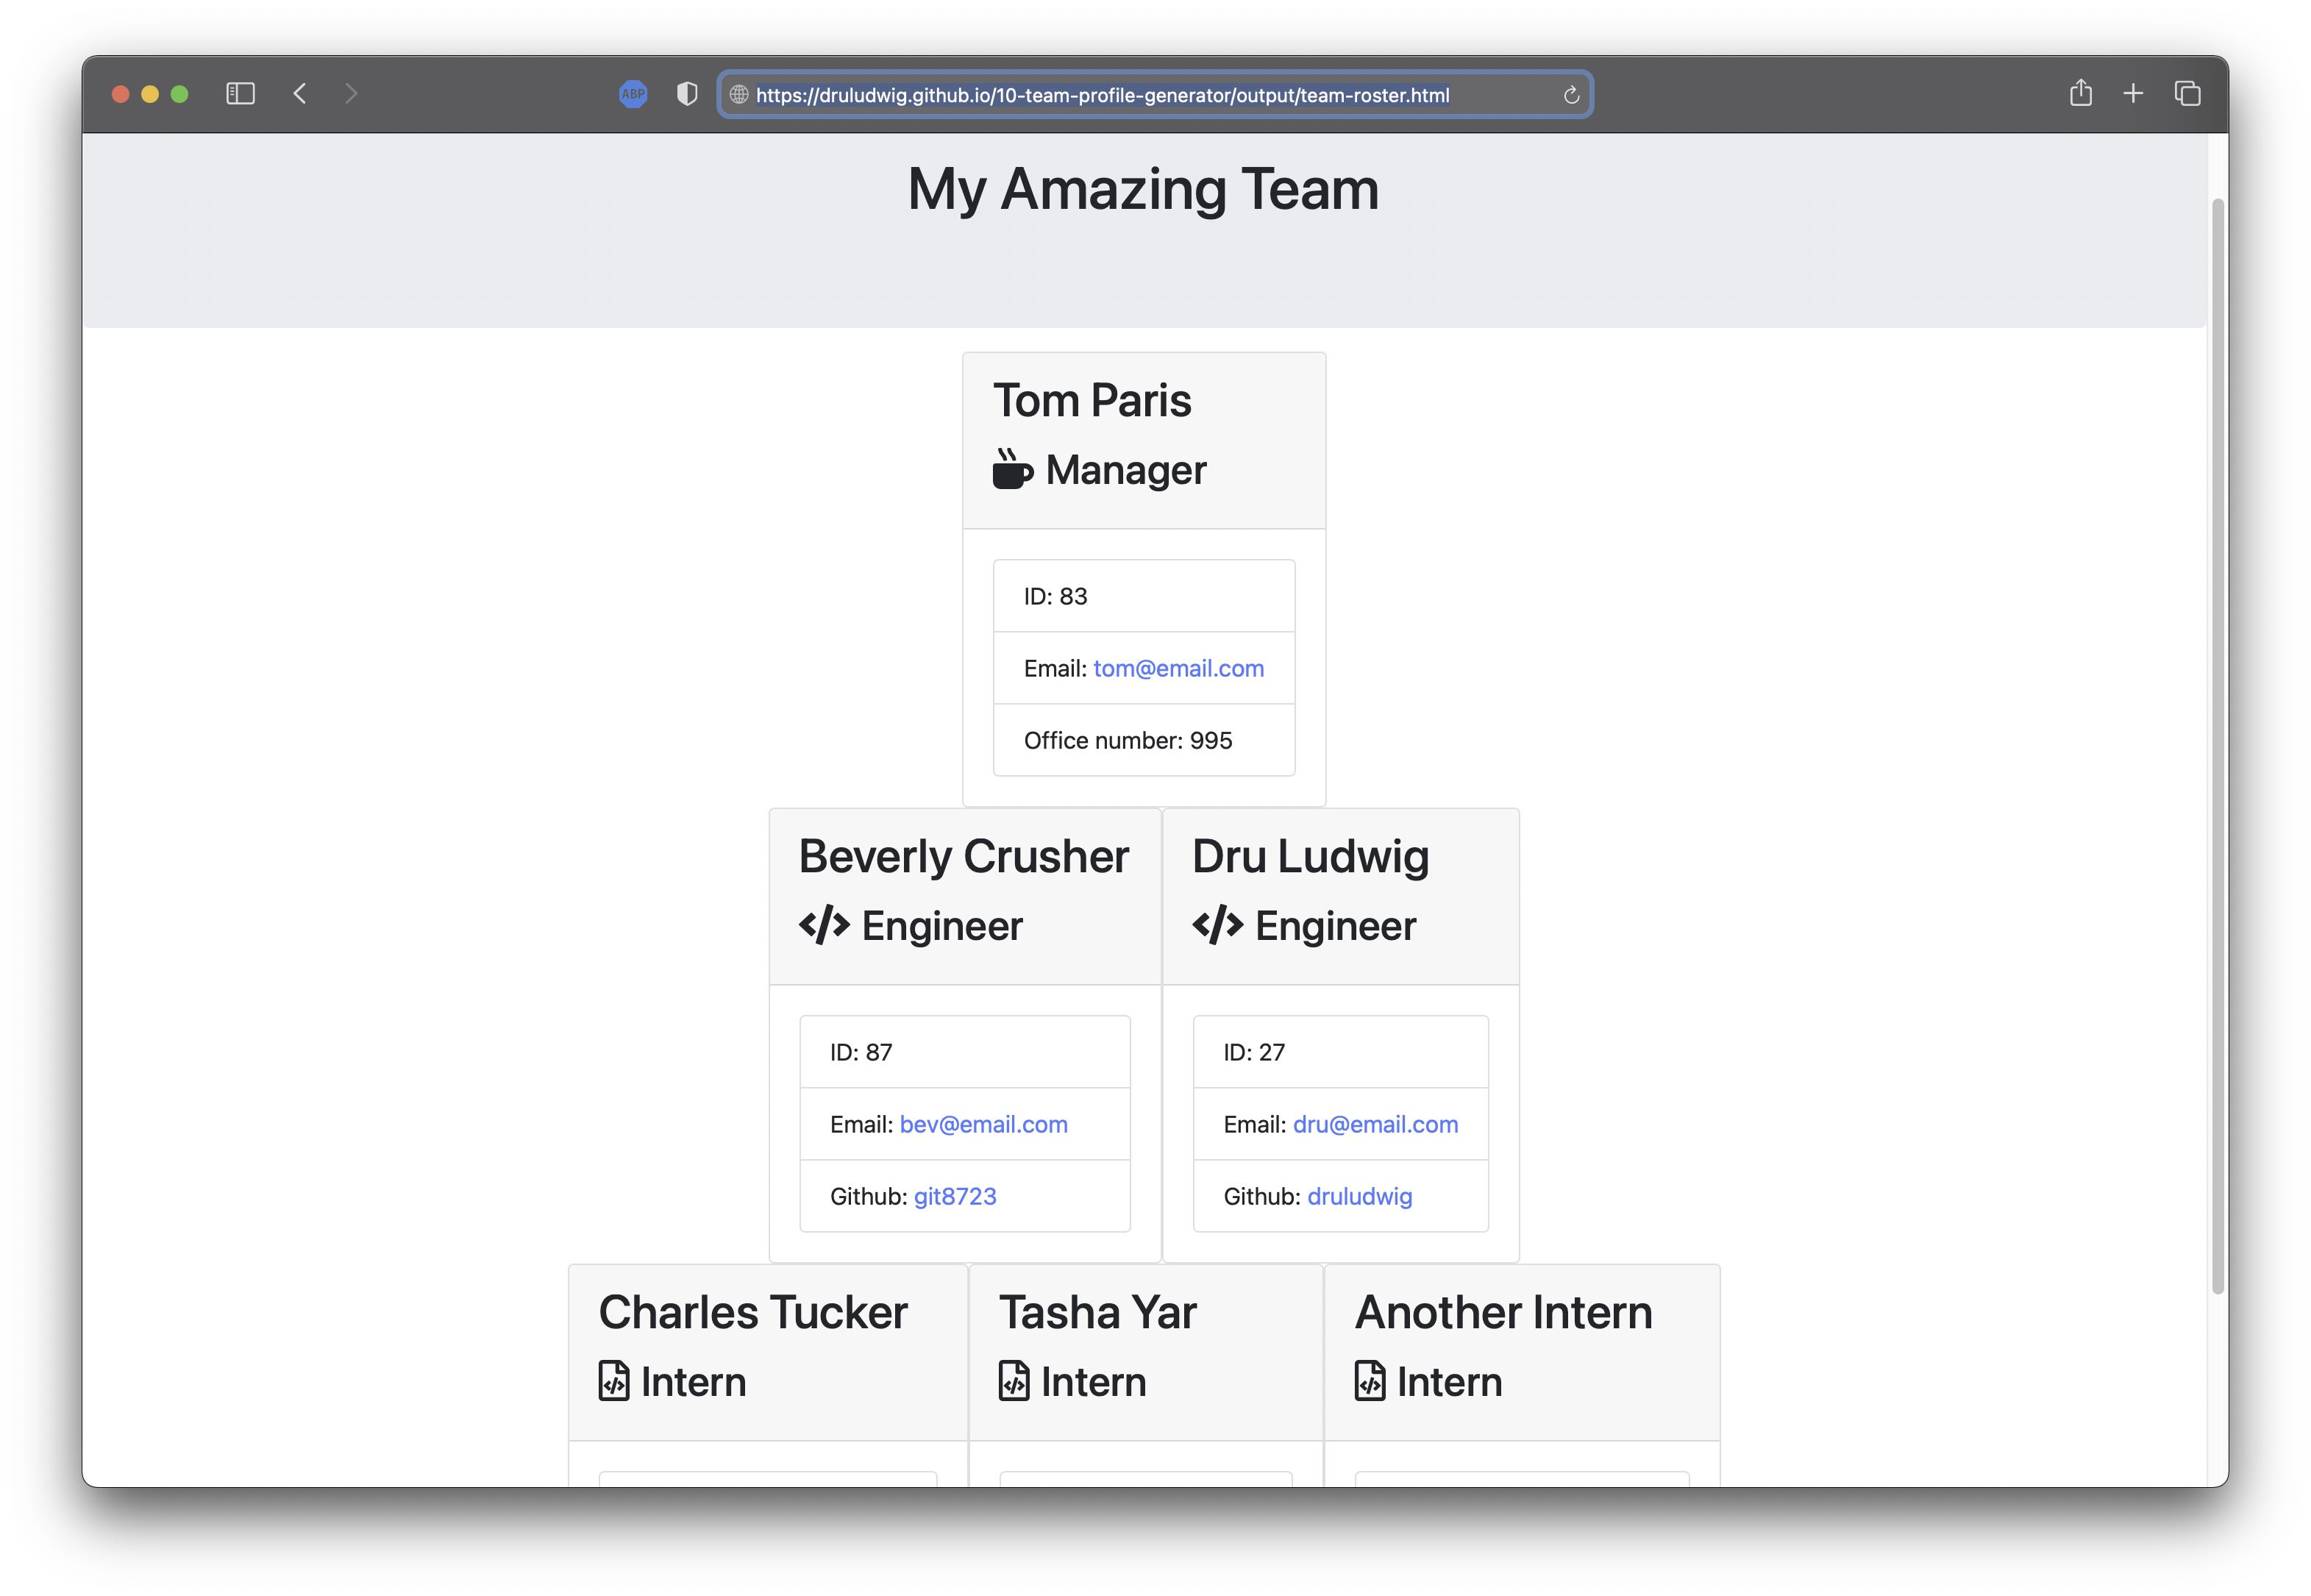 ABP
https://druludwig.github.io/10-team-profile-generator/output/team-roster.html
My Amazing Team
Tom Paris
Manager
ID: 83
Email: tom@email.com
Office number: 995
Beverly Crusher
</> Engineer
ID: 87
Email: bev@email.com
Github: git8723
Dru Ludwig
</> Engineer
ID: 27
Email: dru@email.com
Github: druludwig
Charles Tucker
Intern
Tasha Yar
Intern
Another Intern
Intern